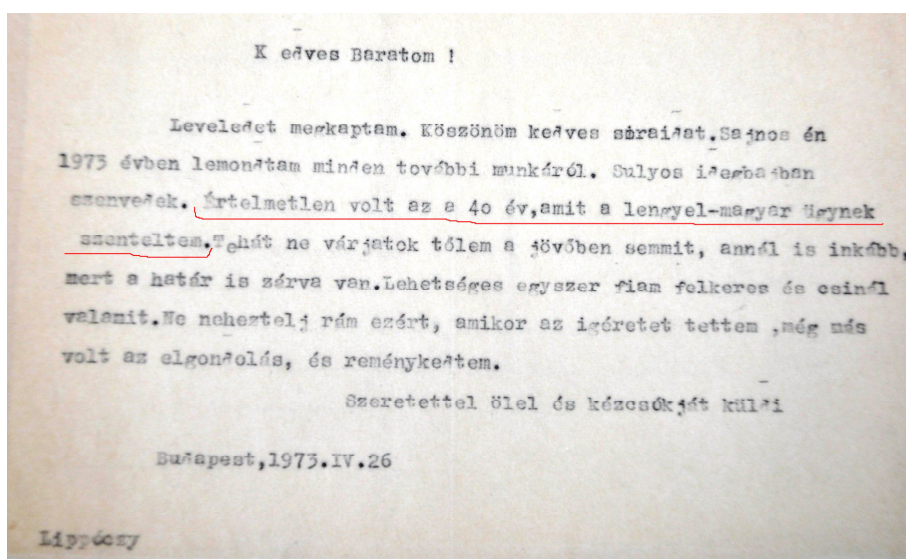 K edves Baratom !
Leveledet megkaptam. Köszönöm kedves soraidat.Sajnos én
1973 évben lemondtam minden további munkáról. Sulyos idegbajban
szenvedek. Értelmetlen volt az a 4o év,amit a lengyel-magyar ügynek
szenteltem.Tehát ne várjatok tőlem a jövőben semmit, annál is inkább,
mert a határ is zárva van.Lehetséges egyszer fiam felkeres és csinál
valamit.Ne neheztelj rám ezért, amikor az igéretet tettem ,még más
volt az elgondolás, és reménykedtem.
Szeretettel ölel és kézcsókját küldi
Budapest,1973.IV.26
Lippóczy